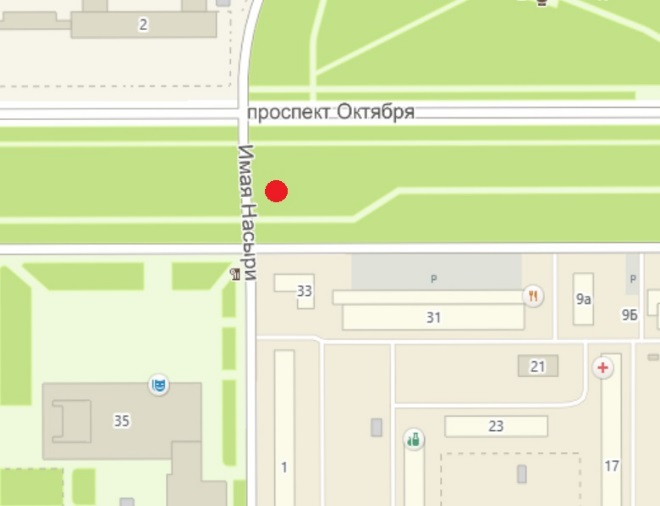 2
проспект Октября
Имая Насыри
P
P
33
9а
31
9Б
21
35
23
1
17